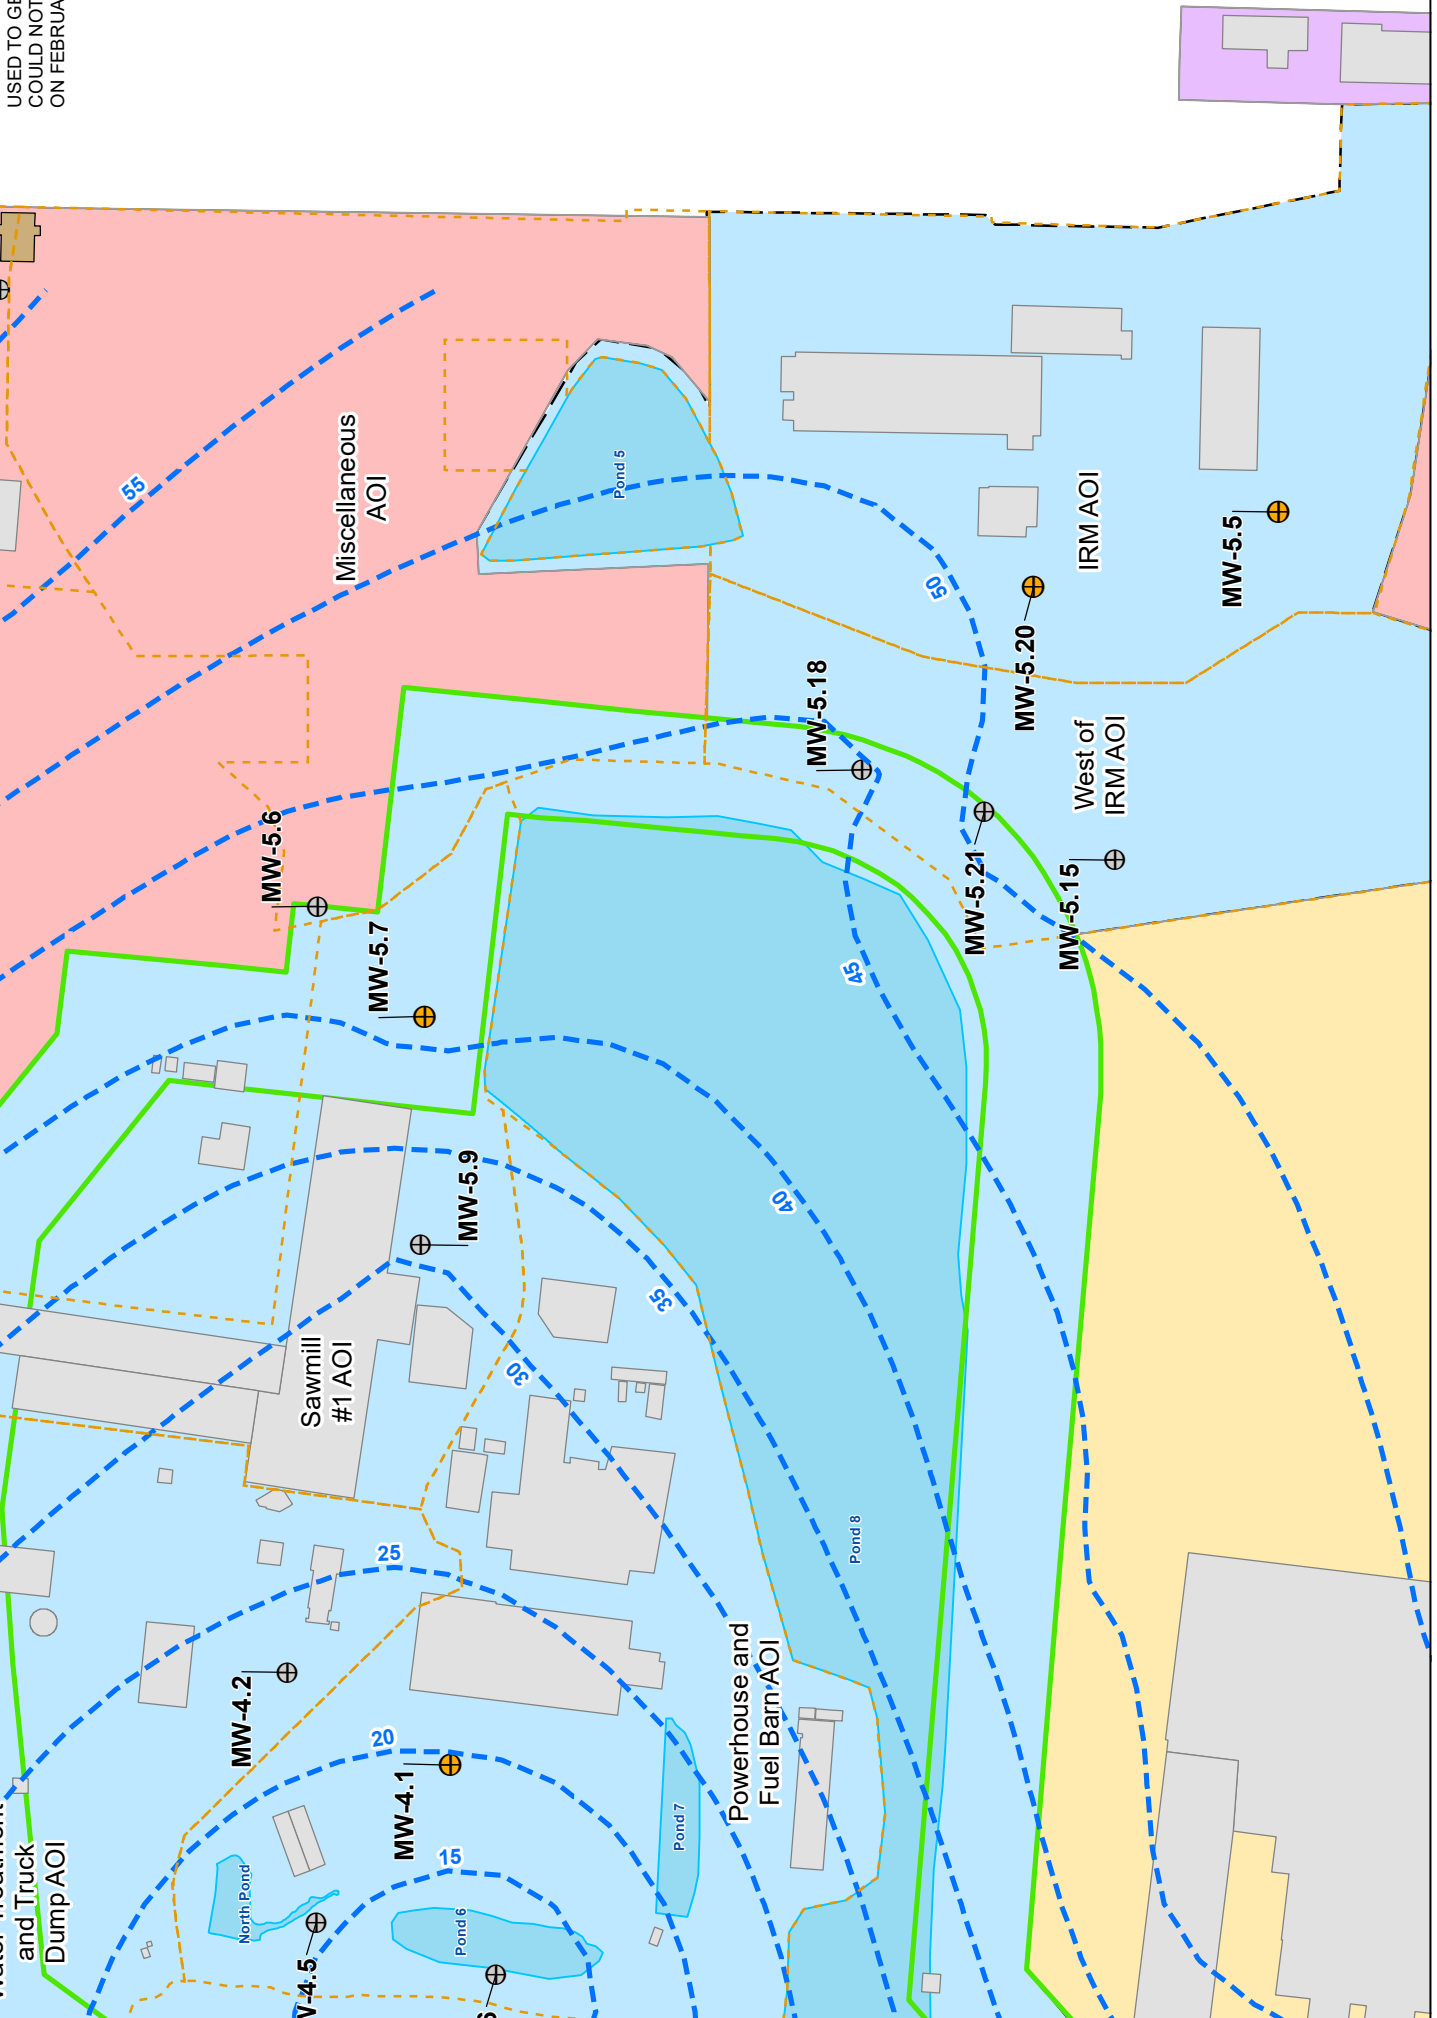 USED TO GE
COULD NOT
ON FEBRUA
55
Miscellaneous
AOI
Pond 5
50
IRM AOI
MW-5.5
MW-5.20
MW-5.18
West of
IRM AOI
MW-5.6
MW-5.7
MW-5.21
MW-5.15
45
MW-5.9
40
35
30
Sawmill
#1 AOI
25
Pond 8
MW-4.2
20
MW-4.1
Powerhouse and
Fuel Barn AOI
Pond 7
15
and Truck
Dump AOI
North Pond
Pond 6
W-4.5
6